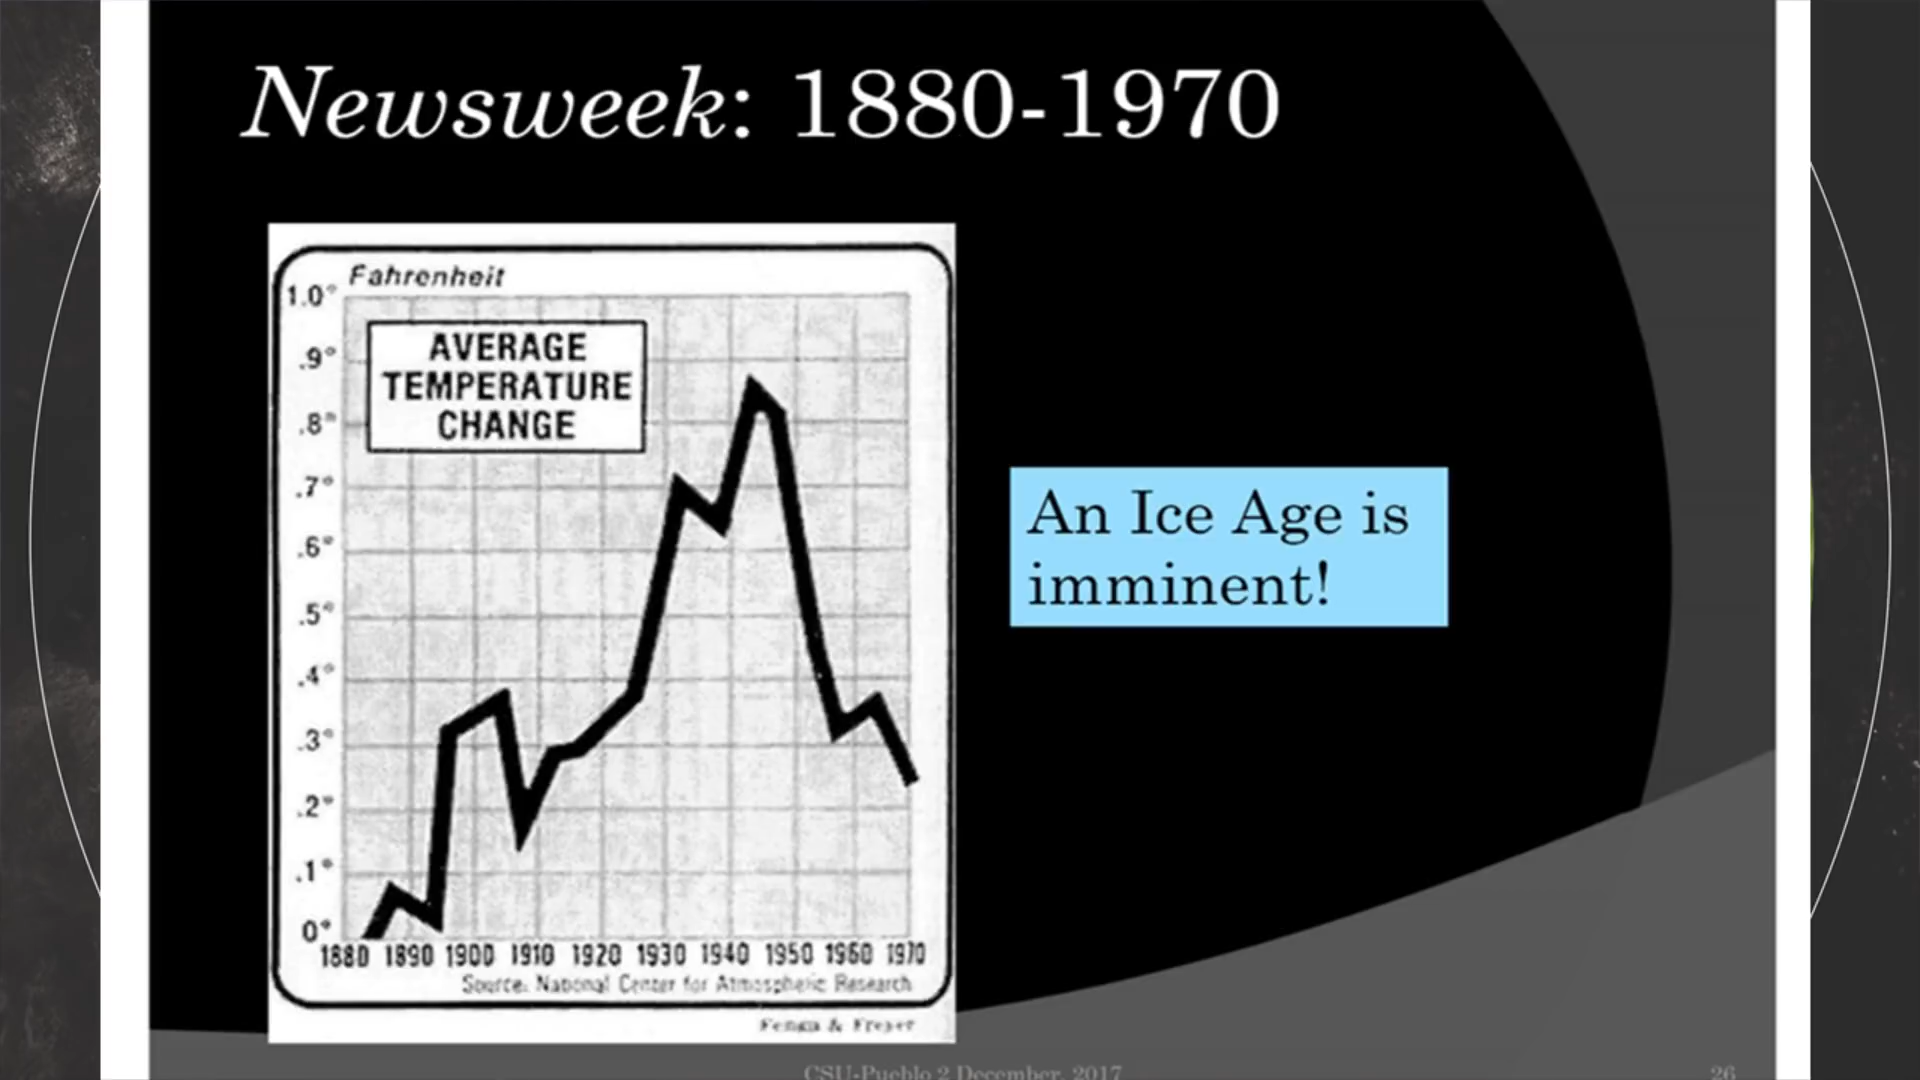 Newsweek: 1880-1970
Fahrenheit
1.0°
AVERAGE
TEMPERATURE
CHANGE
.9°
.8°
.7°
.6°
.5°
.4°
.3°
.2°
.1°
0°
1880 1890 1900 1910 1920 1930 1940 1950 1960 1970
Source: National Center for Atmospheric Research
An Ice Age is
imminent!
CSU-Pueblo 2 December, 2017
26